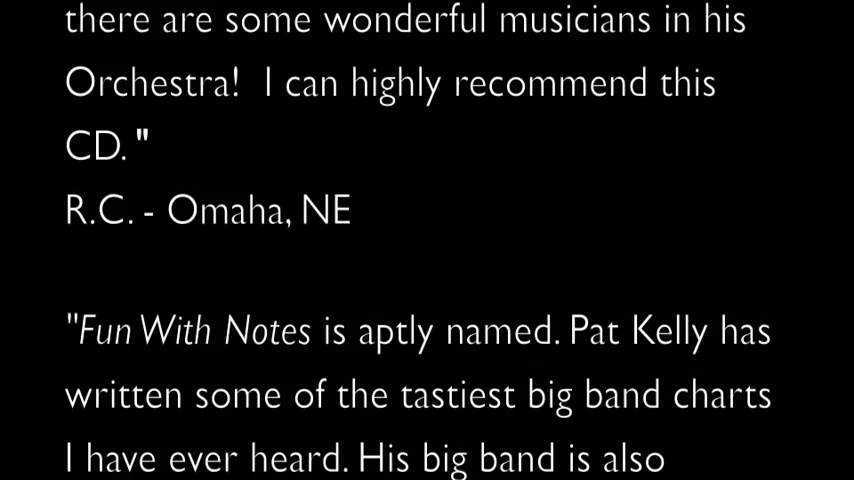 there are some wonderful musicians in his
Orchestra!  I can highly recommend this
CD. "
R.C. - Omaha, NE
"Fun With Notes is aptly named. Pat Kelly has
written some of the tastiest big band charts
I have ever heard. His big band is also